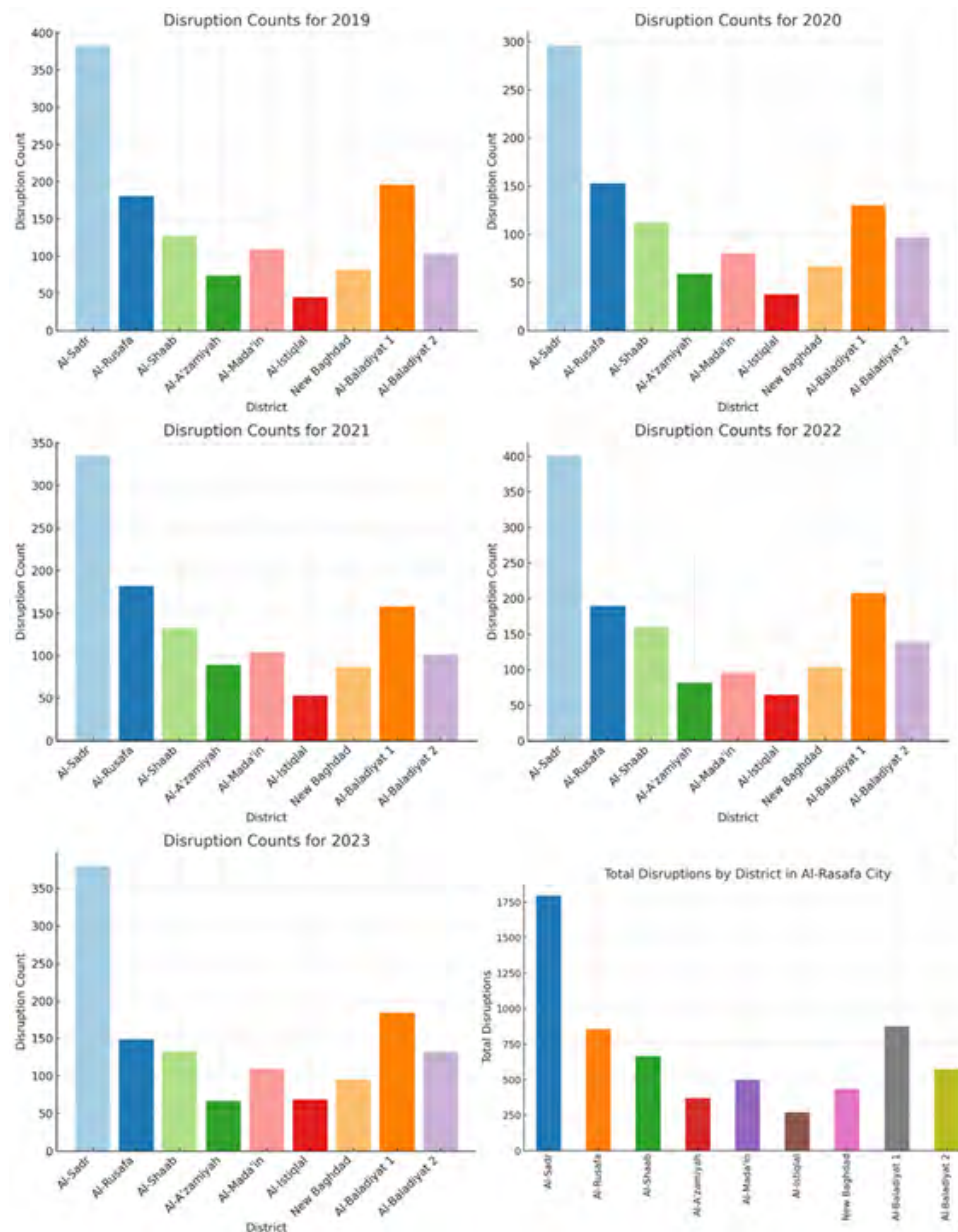 Disruption Counts for 2019
Disruption Count
400
350
300
250
200
150
100
50
0
Al-Sadr
Al-Rusafa
Al-Shaab
Al-A'zamiyah
Al-Mada'in
Al-Istiqlal
New Baghdad
Al-Baladiyat 1
Al-Baladiyat 2
District
Disruption Counts for 2020
Disruption Count
300
250
200
150
100
50
0
Al-Sadr
Al-Rusafa
Al-Shaab
Al-A'zamiyah
Al-Mada'in
Al-Istiqlal
New Baghdad
Al-Baladiyat 1
Al-Baladiyat 2
District
Disruption Counts for 2021
Disruption Count
350
300
250
200
150
100
50
0
Al-Sadr
Al-Rusafa
Al-Shaab
Al-A'zamiyah
Al-Mada'in
Al-Istiqlal
New Baghdad
Al-Baladiyat 1
Al-Baladiyat 2
District
Disruption Counts for 2022
Disruption Count
400
350
300
250
200
150
100
50
0
Al-Sadr
Al-Rusafa
Al-Shaab
Al-A'zamiyah
Al-Mada'in
Al-Istiqlal
New Baghdad
Al-Baladiyat 1
Al-Baladiyat 2
District
Disruption Counts for 2023
Disruption Count
350
300
250
200
150
100
50
0
Al-Sadr
Al-Rusafa
Al-Shaab
Al-A'zamiyah
Al-Mada'in
Al-Istiqlal
New Baghdad
Al-Baladiyat 1
Al-Baladiyat 2
District
Total Disruptions by District in Al-Rasafa City
Total Disruptions
1750
1500
1250
1000
750
500
250
0
Al-Sadr
Al-Rusafa
Al-Shaab
Al-A'zamiyah
Al-Mada'in
Al-Istiqlal
New Baghdad
Al-Baladiyat 1
Al-Baladiyat 2